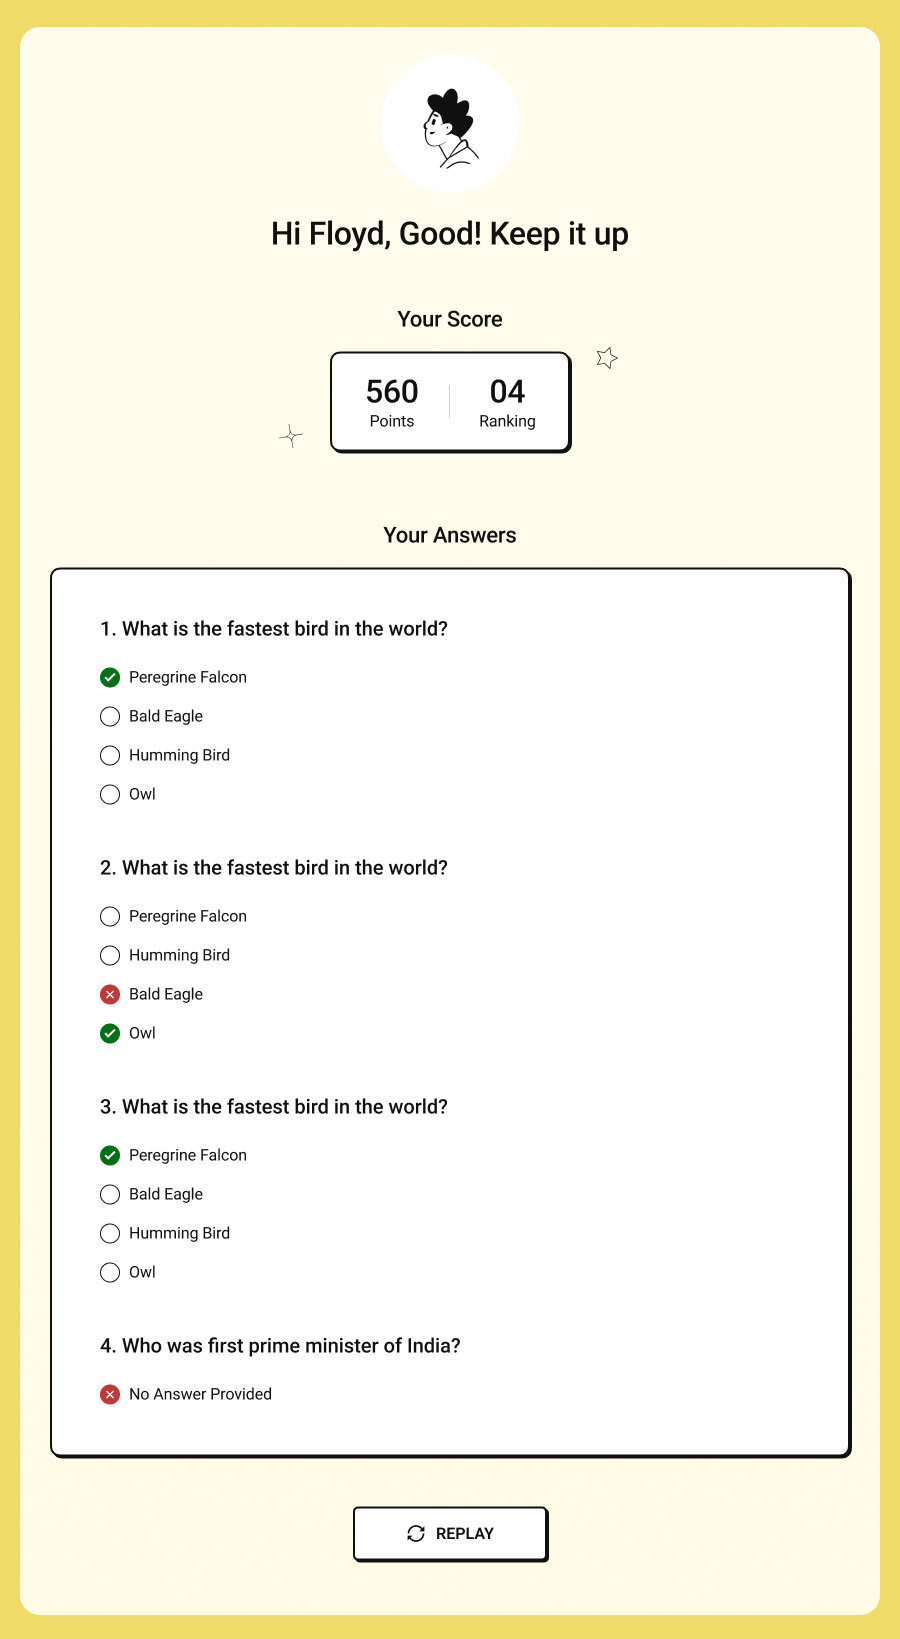 Hi Floyd, Good! Keep it up
Your Score
560 04
Points Ranking
Your Answers
1. What is the fastest bird in the world?
Peregrine Falcon
Bald Eagle
Humming Bird
Owl
2. What is the fastest bird in the world?
Peregrine Falcon
Humming Bird
Bald Eagle
Owl
3. What is the fastest bird in the world?
Peregrine Falcon
Bald Eagle
Humming Bird
Owl
4. Who was first prime minister of India?
No Answer Provided
REPLAY